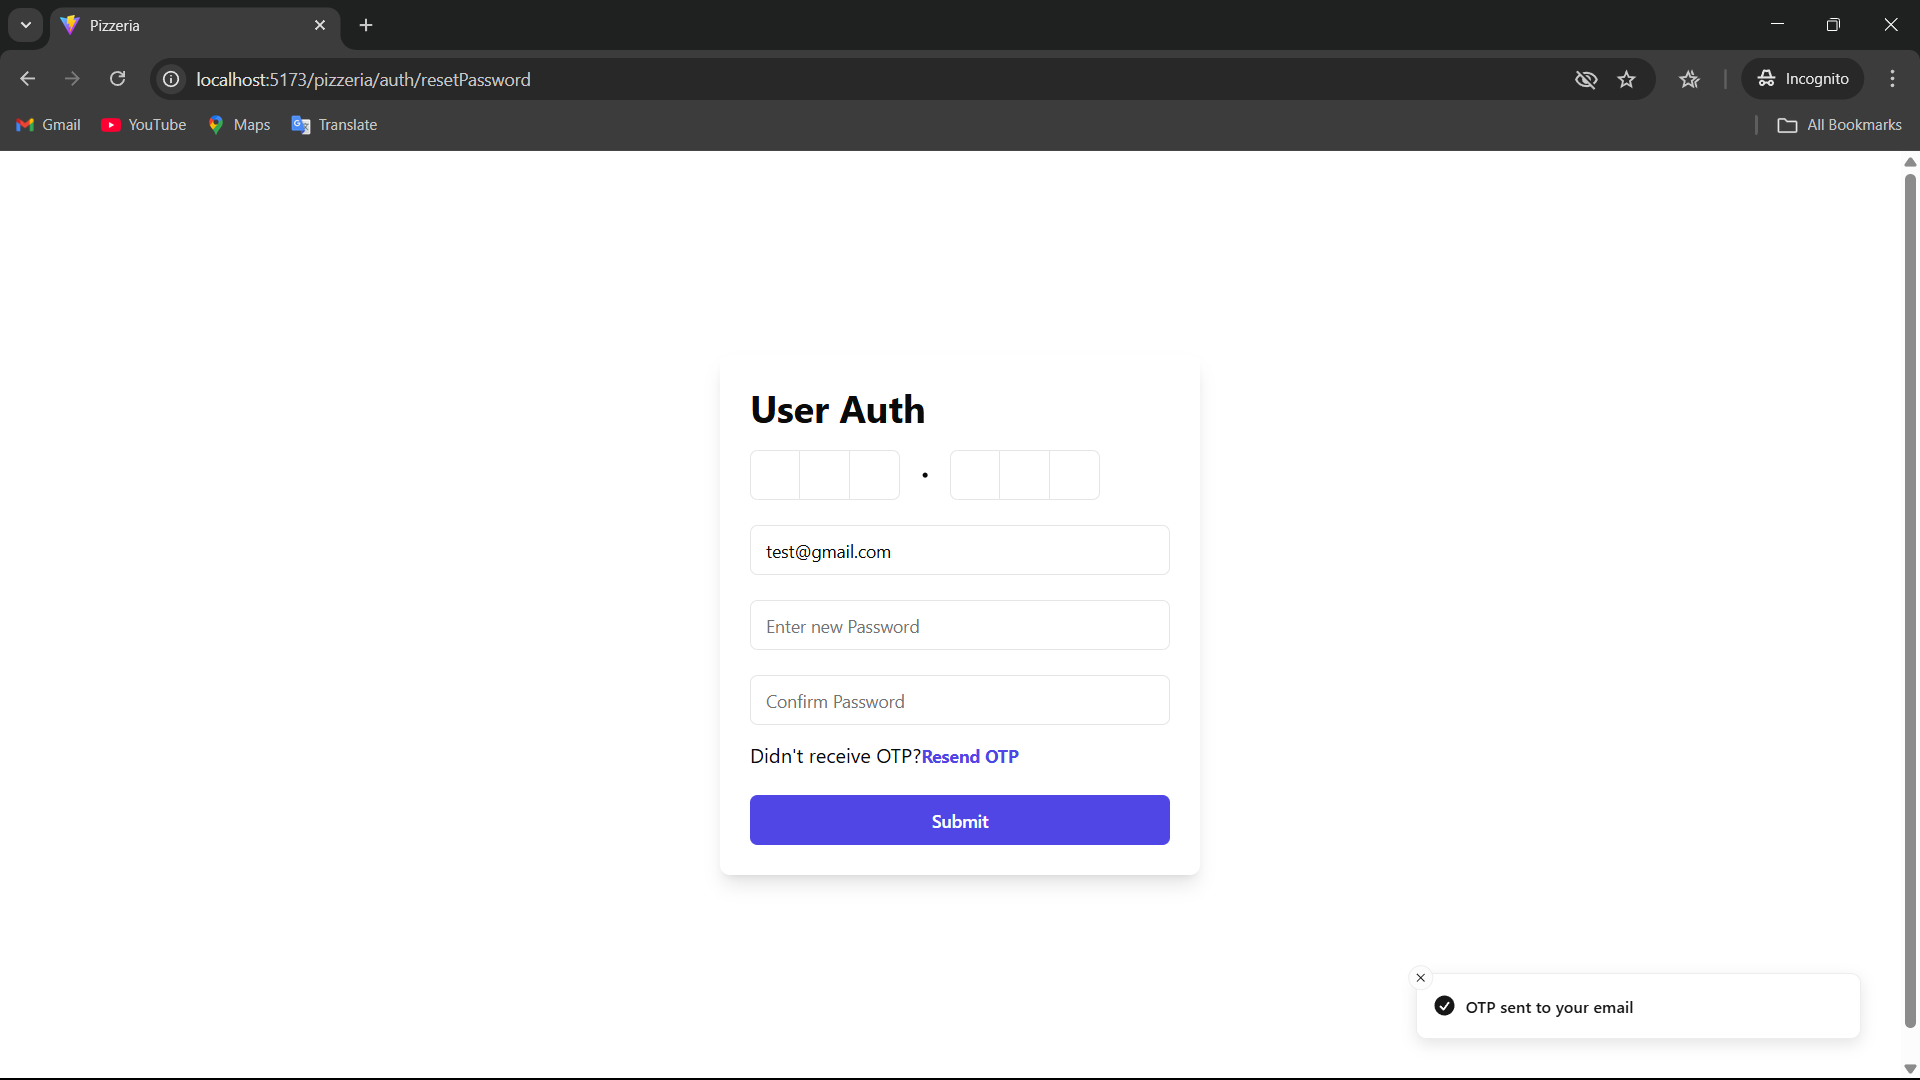 Pizzeria
localhost:5173/pizzeria/auth/resetPassword
Incognito
Gmail
YouTube
Maps
Translate
All Bookmarks
User Auth
test@gmail.com
Enter new Password
Confirm Password
Didn't receive OTP?Resend OTP
Submit
OTP sent to your email